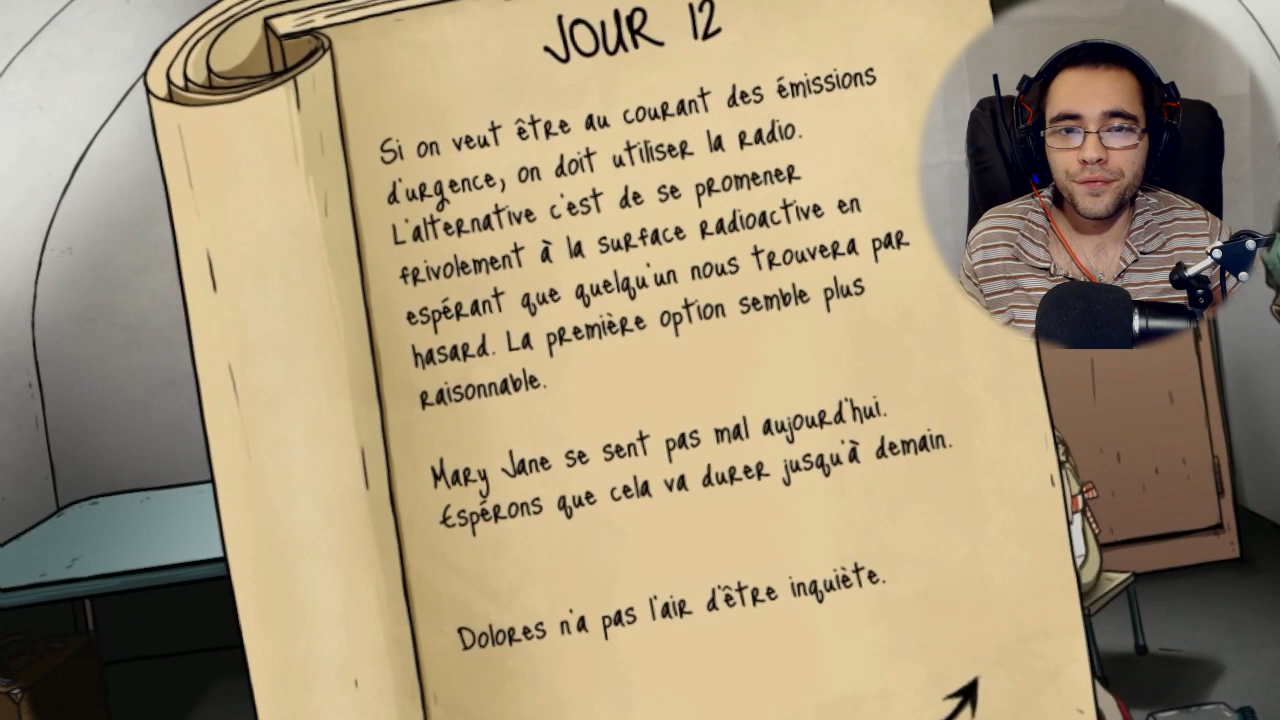 JOUR 12
Si on veut être au courant des émissions
d'urgence, on doit utiliser la radio.
L'alternative c'est de se promener
frivolement à la surface radioactive en
espérant que quelqu'un nous trouvera par
hasard. La première option semble plus
raisonnable.
Mary Jane se sent pas mal aujourd'hui.
Espérons que cela va durer jusqu'à demain.
Dolores n'a pas l'air d'être inquiète.